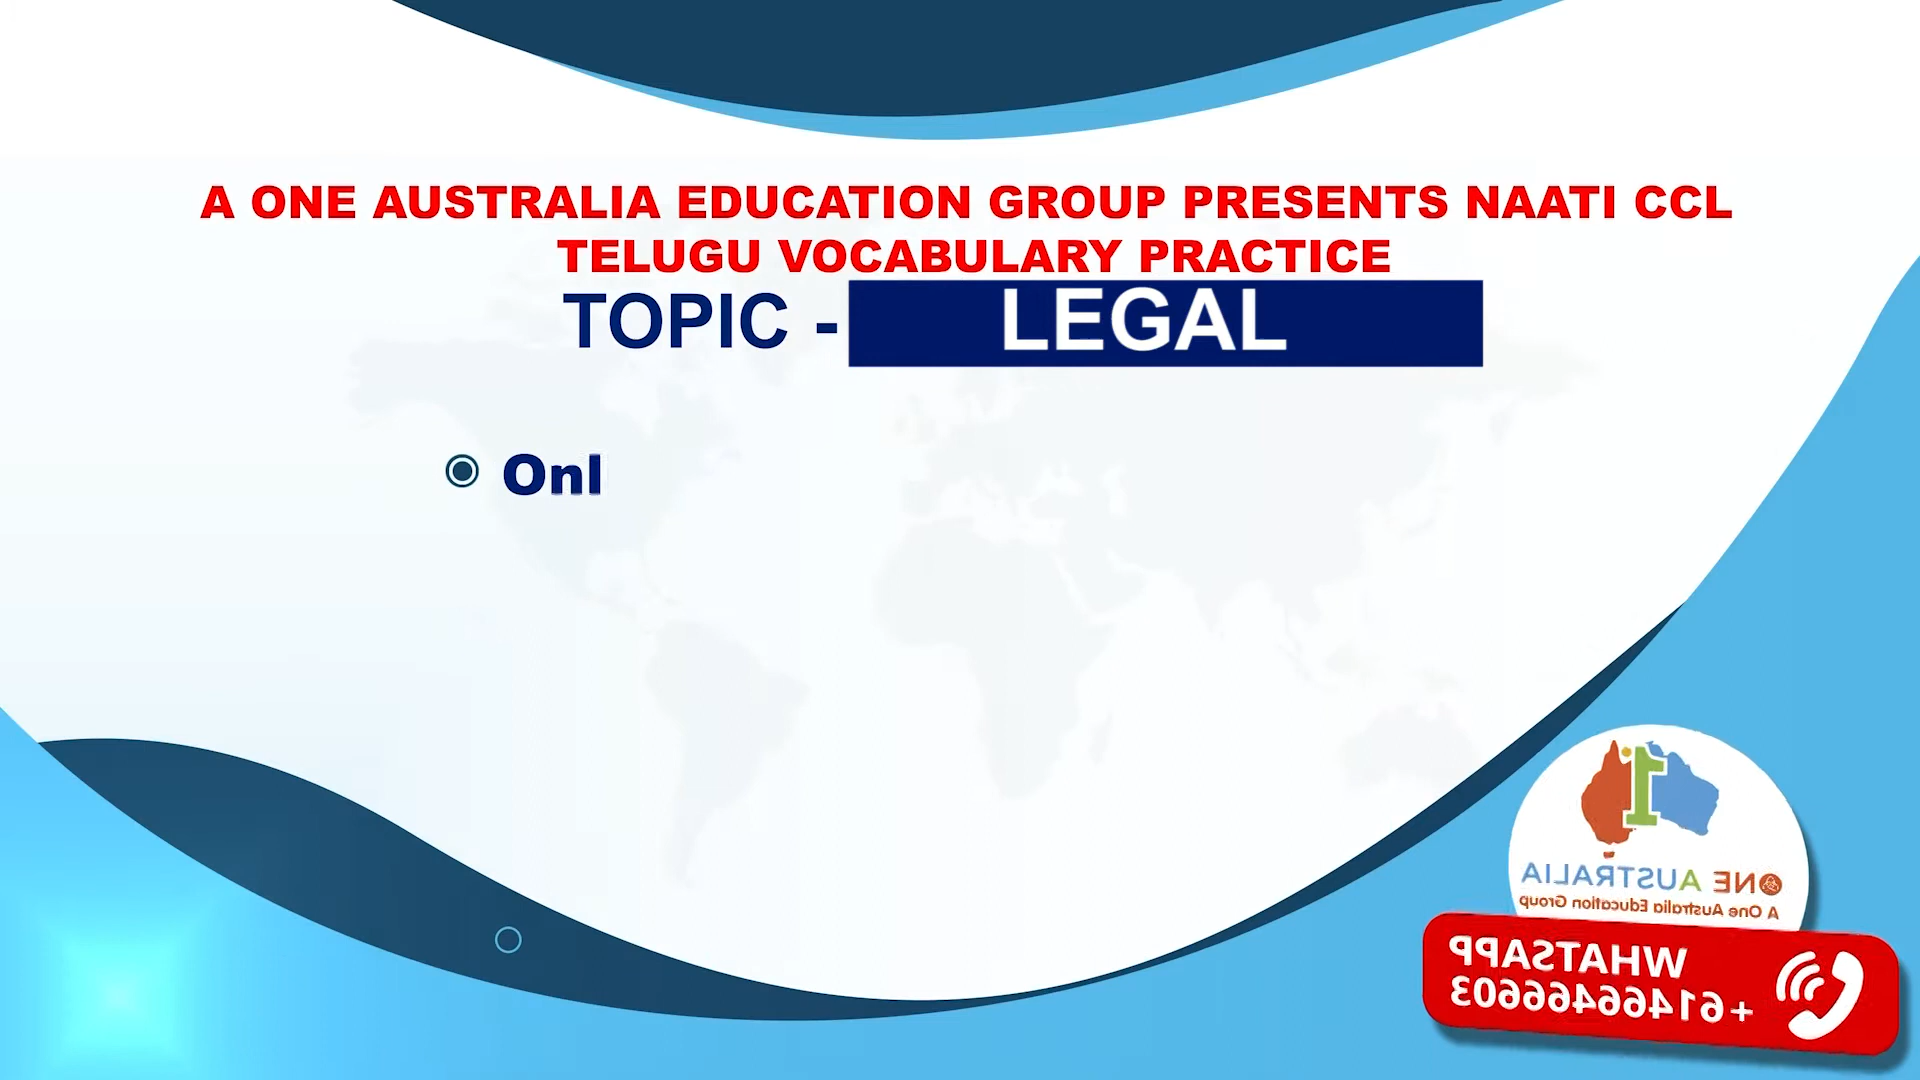 A ONE AUSTRALIA EDUCATION GROUP PRESENTS NAATI CCL
TELUGU VOCABULARY PRACTICE
TOPIC - LEGAL
Onl
ONE AUSTRALIA
A One Australia Education Group
WHATSAPP
+61466466603